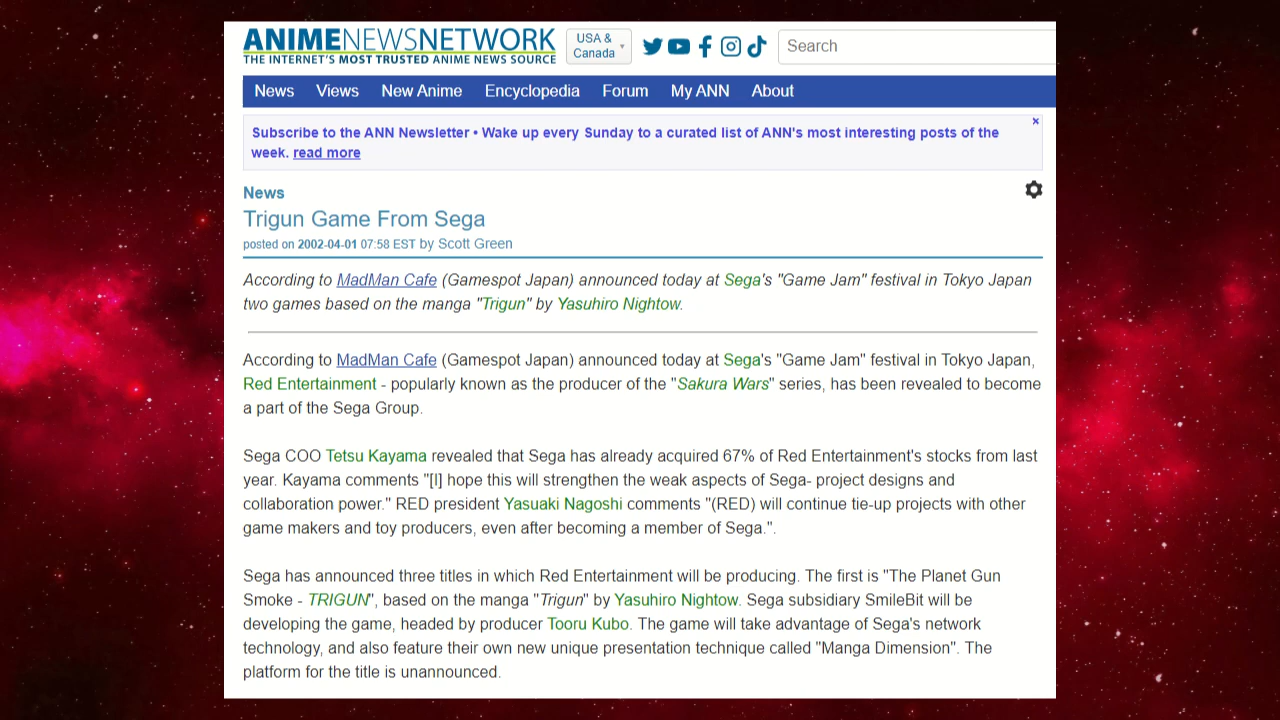 ANIMENEWSNETWORK
THE INTERNET'S MOST TRUSTED ANIME NEWS SOURCE
USA &
Canada
Search
News Views New Anime Encyclopedia Forum My ANN About
Subscribe to the ANN Newsletter • Wake up every Sunday to a curated list of ANN's most interesting posts of the
week. read more
×
News
Trigun Game From Sega
posted on 2002-04-01 07:58 EST by Scott Green
According to MadMan Cafe (Gamespot Japan) announced today at Sega's "Game Jam" festival in Tokyo Japan
two games based on the manga "Trigun" by Yasuhiro Nightow.
According to MadMan Cafe (Gamespot Japan) announced today at Sega's "Game Jam" festival in Tokyo Japan,
Red Entertainment - popularly known as the producer of the "Sakura Wars" series, has been revealed to become
a part of the Sega Group.
Sega COO Tetsu Kayama revealed that Sega has already acquired 67% of Red Entertainment's stocks from last
year. Kayama comments "[I] hope this will strengthen the weak aspects of Sega- project designs and
collaboration power." RED president Yasuaki Nagoshi comments "(RED) will continue tie-up projects with other
game makers and toy producers, even after becoming a member of Sega.".
Sega has announced three titles in which Red Entertainment will be producing. The first is "The Planet Gun
Smoke - TRIGUN", based on the manga "Trigun" by Yasuhiro Nightow. Sega subsidiary SmileBit will be
developing the game, headed by producer Tooru Kubo. The game will take advantage of Sega's network
technology, and also feature their own new unique presentation technique called "Manga Dimension". The
platform for the title is unannounced.